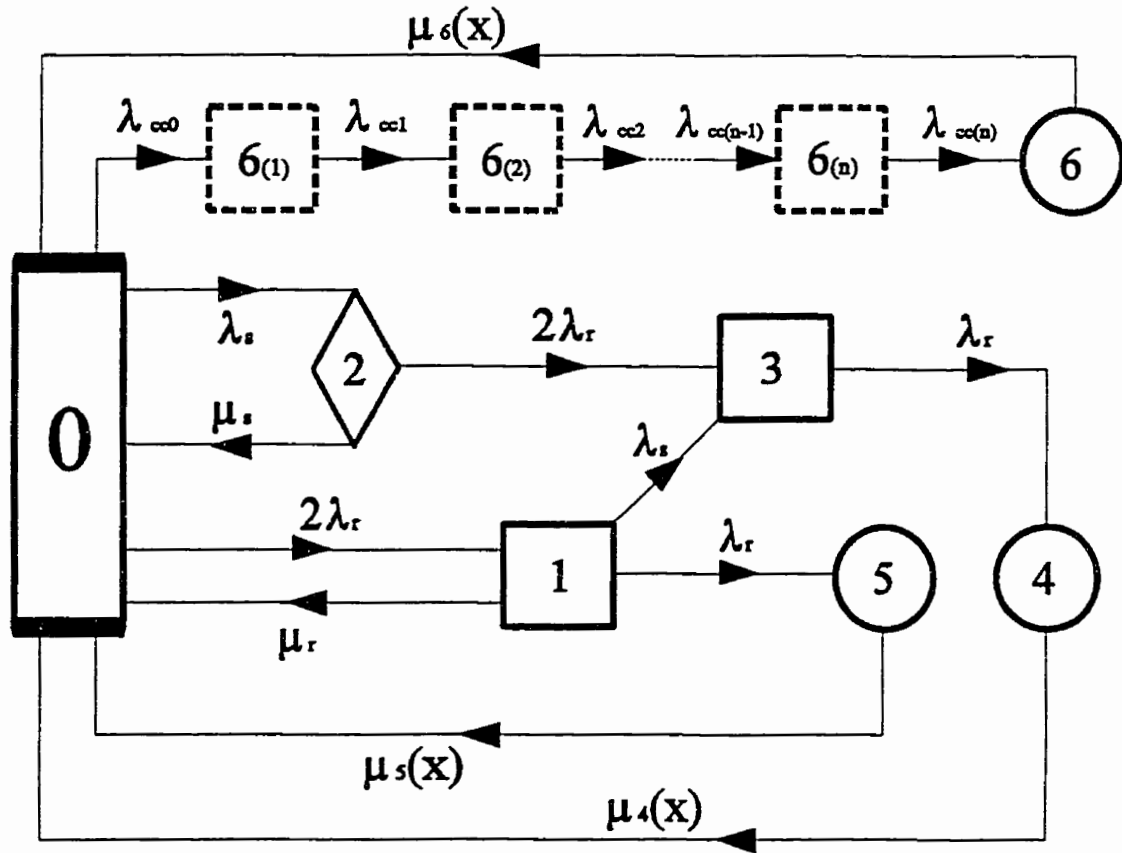 μ₆(x)
λcc0 λcc1 λcc2 λcc(n-1) λcc(n)
6(1) 6(2) 6(n) 6
λs 2λr λr
2 3
0 μs λs
2λr λr
1 5 4
μr
μ₅(x)
μ₄(x)